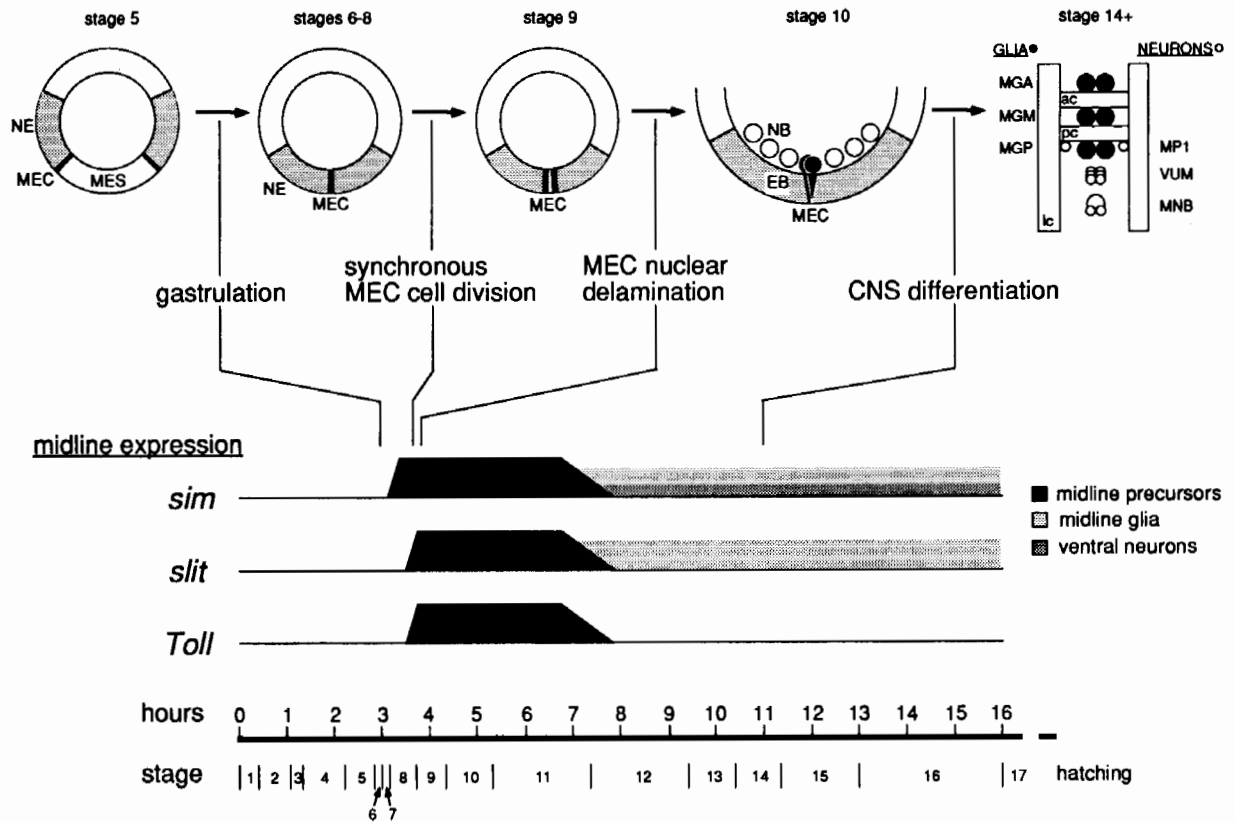 stage 5
stages 6-8
stage 9
stage 10
stage 14+
GLIA
NEURONS
NE
MEC
MES
NE
MEC
MEC
NB
EB
MEC
MGA
MGM
MGP
ac
pc
lc
MP1
VUM
MNB
gastrulation
synchronous
MEC cell division
MEC nuclear
delamination
CNS differentiation
midline expression
sim
slit
Toll
midline precursors
midline glia
ventral neurons
hours 0 1 2 3 4 5 6 7 8 9 10 11 12 13 14 15 16
stage 1 2 3 4 5 8 9 10 11 12 13 14 15 16 17 hatching
6 7